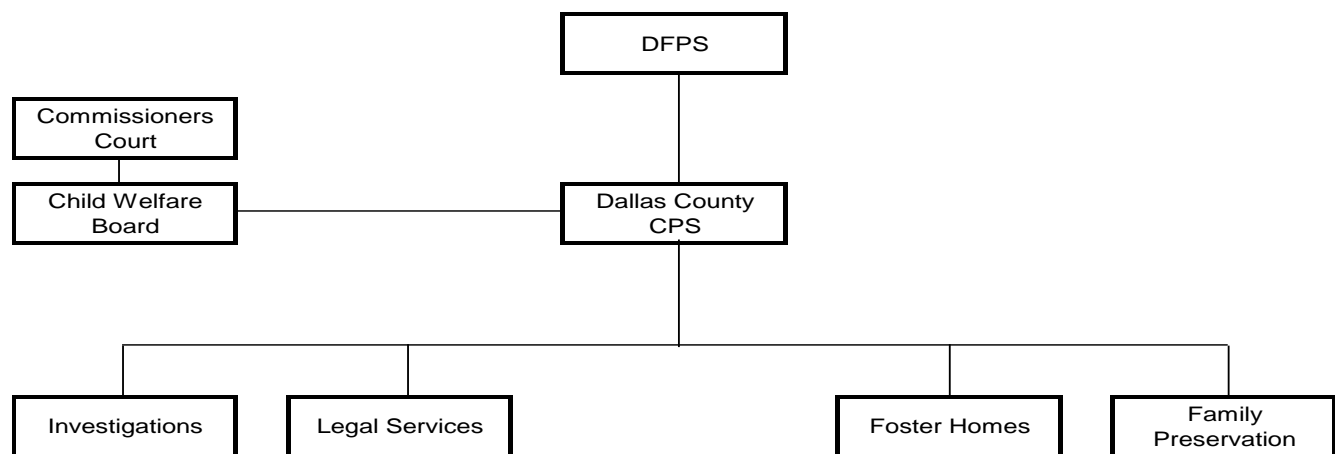 DFPS
Commissioners
Court
Child Welfare
Board
Dallas County
CPS
Investigations
Legal Services
Foster Homes
Family
Preservation